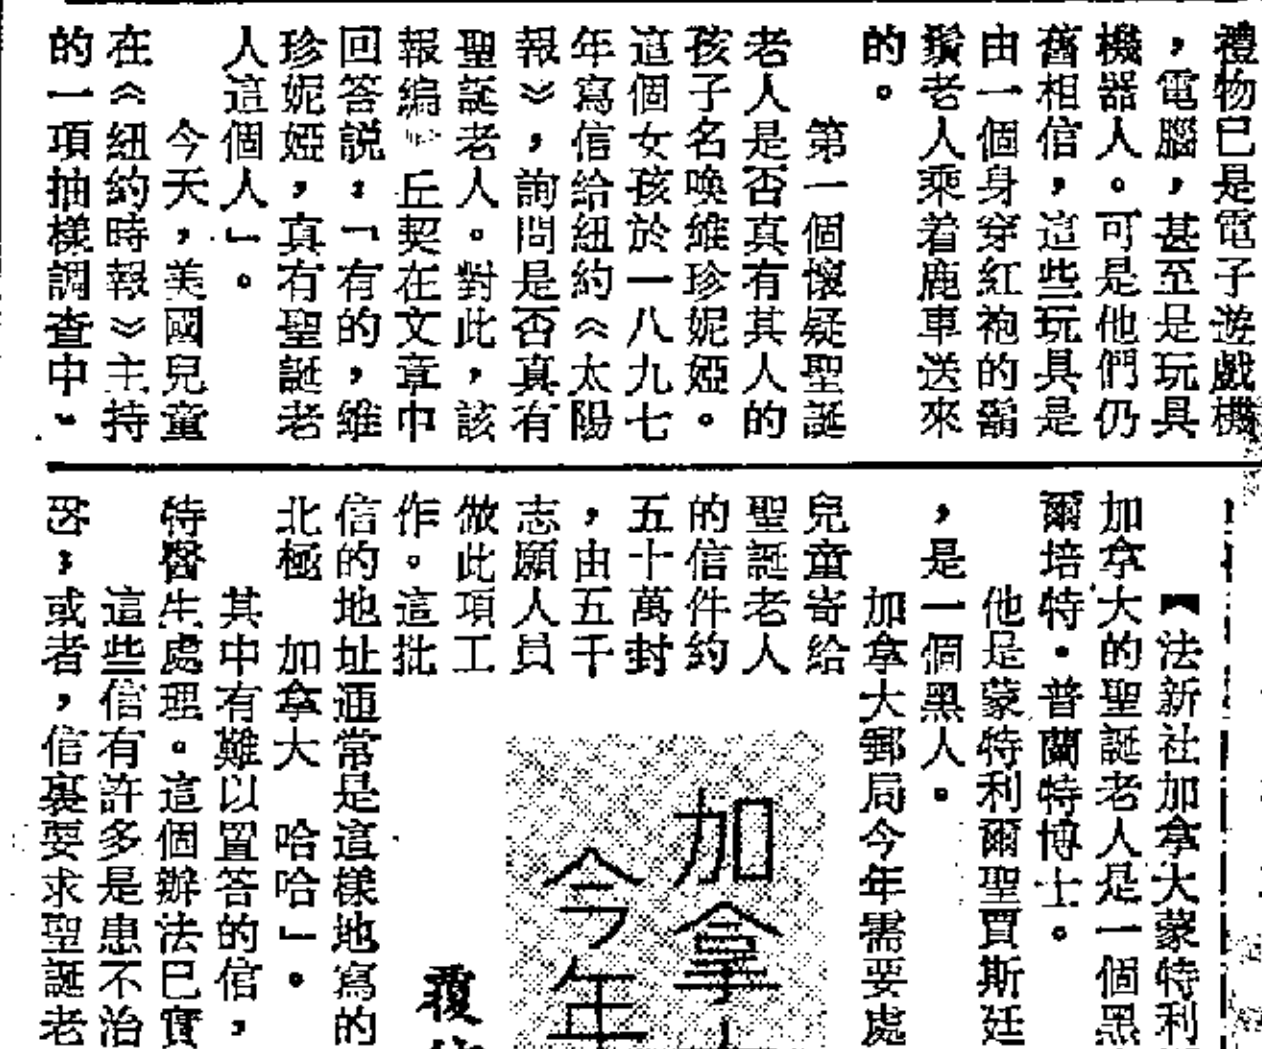 禮物已是電子遊戲機
，電腦，甚至是玩具
機器人。可是他們仍
舊相信，這些玩具是
由一個身穿紅袍的鬍
鬚老人乘着鹿車送來
的。
第一個懷疑聖誕
老人是否真有其人的
孩子名喚維珍妮婭。
這個女孩於一八九七
年寫信給紐約《太陽
報》，詢問是否真有
聖誕老人。對此，該
報編丘契在文章中
回答説：「有的，維
珍妮婭，真有聖誕老
人這個人」。
今天，美國兒童
在《紐約時報》主持
的一項抽樣調查中，
【法新社加拿大蒙特利
加拿大的聖誕老人是一個黑
爾培特·普蘭特博士。
他是蒙特利爾聖賈斯廷
，是一個黑人。
加拿大郵局今年需要處
兒童寄給
聖誕老人
的信件約
五十萬封
，由五千
志願人員
做此項工
作。這批
信的地址通常是這樣地寫的
北極　加拿大　哈哈」。
其中有難以置答的信，
特醫生處理。這個辦法已實
這些信有許多是患不治
；或者，信裏要求聖誕老
加拿
今年
覆